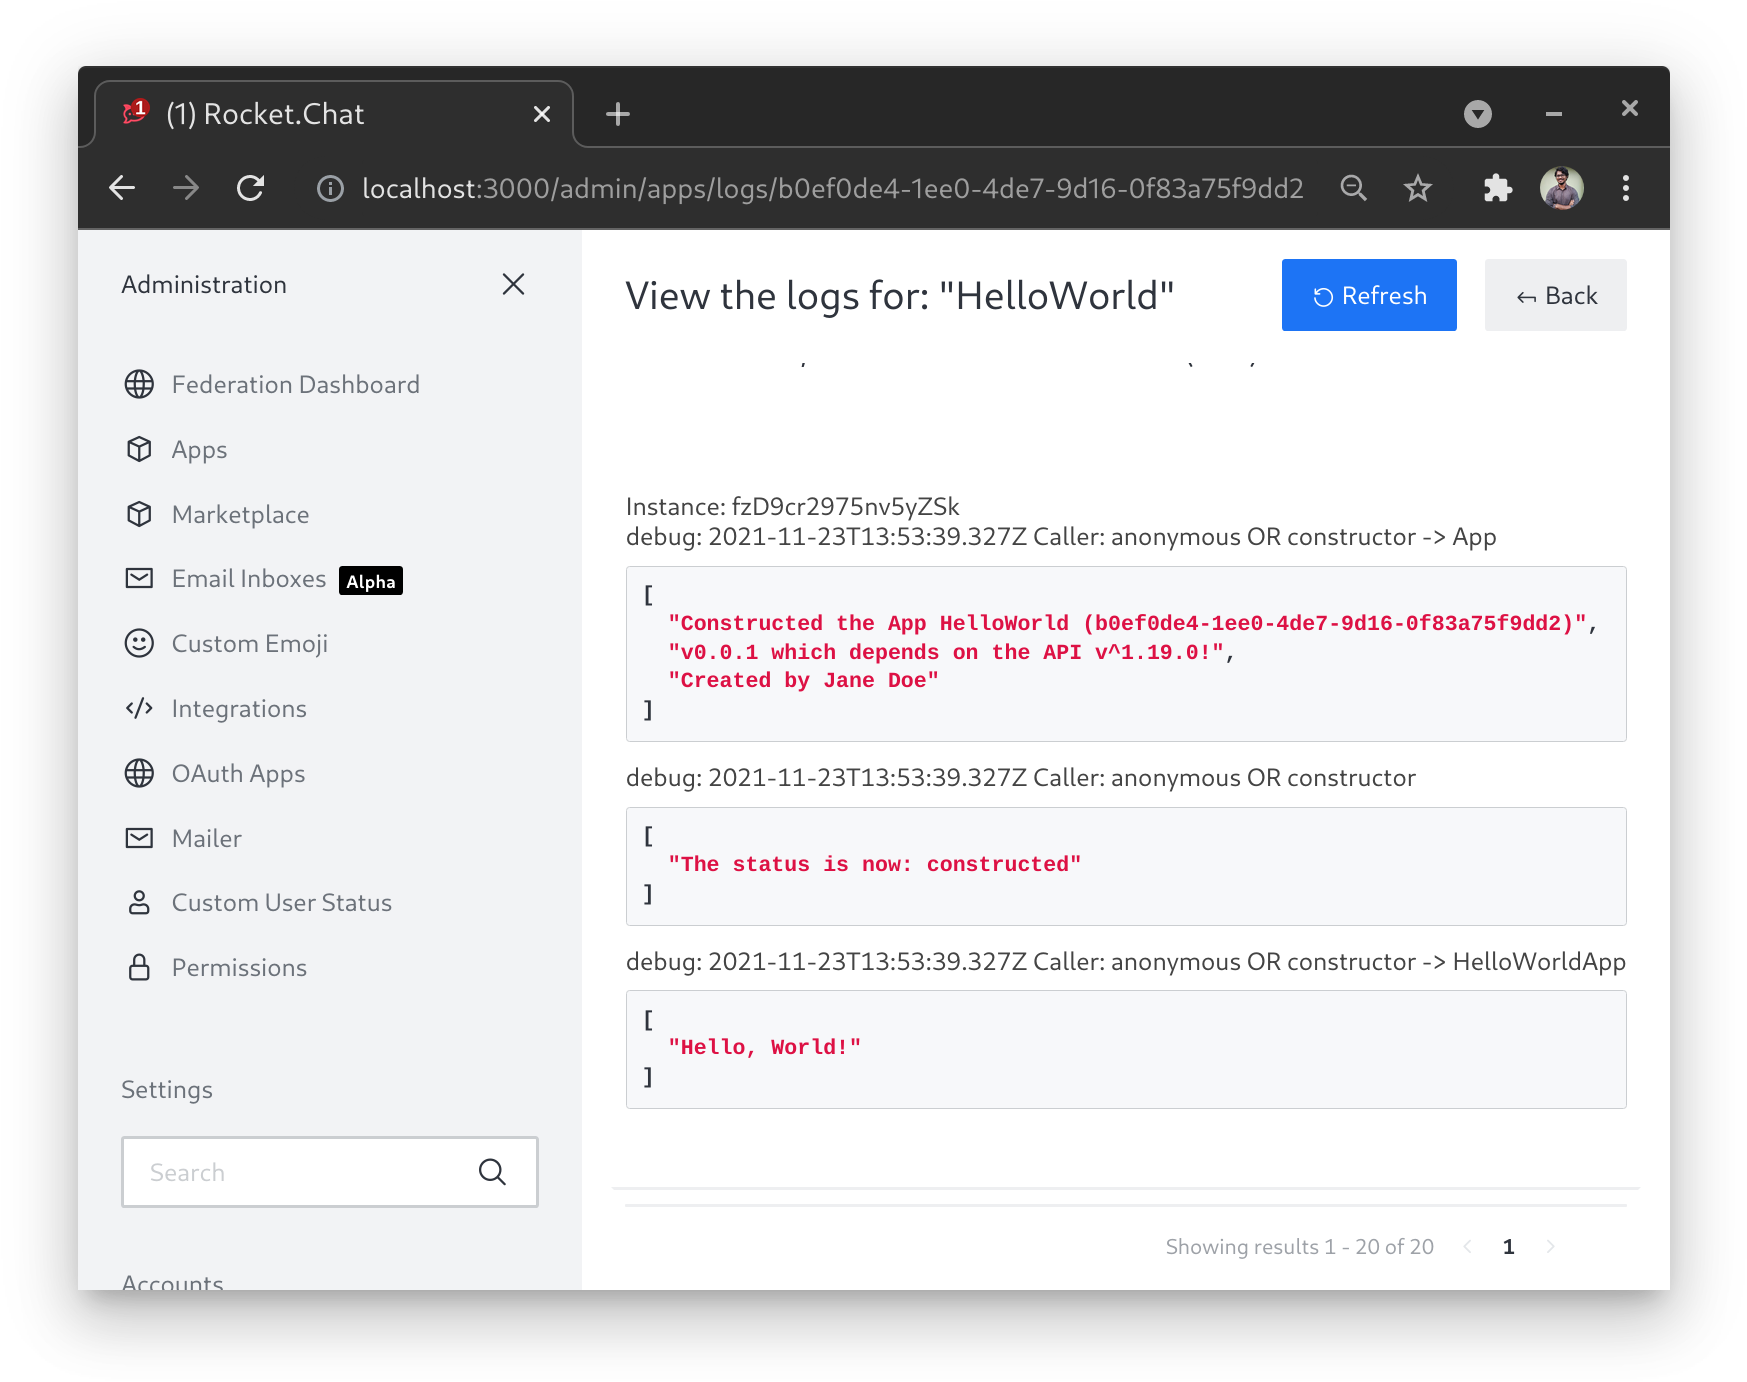 1
(1) Rocket.Chat
localhost:3000/admin/apps/logs/b0ef0de4-1ee0-4de7-9d16-0f83a75f9dd2
Administration
Federation Dashboard
Apps
Marketplace
Email Inboxes Alpha
Custom Emoji
Integrations
OAuth Apps
Mailer
Custom User Status
Permissions
Settings
Search
Accounts
View the logs for: "HelloWorld"
Refresh
Back
Instance: fzD9cr2975nv5yZSk
debug: 2021-11-23T13:53:39.327Z Caller: anonymous OR constructor -> App
[
"Constructed the App HelloWorld (b0ef0de4-1ee0-4de7-9d16-0f83a75f9dd2)",
"v0.0.1 which depends on the API v^1.19.0!",
"Created by Jane Doe"
]
debug: 2021-11-23T13:53:39.327Z Caller: anonymous OR constructor
[
"The status is now: constructed"
]
debug: 2021-11-23T13:53:39.327Z Caller: anonymous OR constructor -> HelloWorldApp
[
"Hello, World!"
]
Showing results 1 - 20 of 20
1